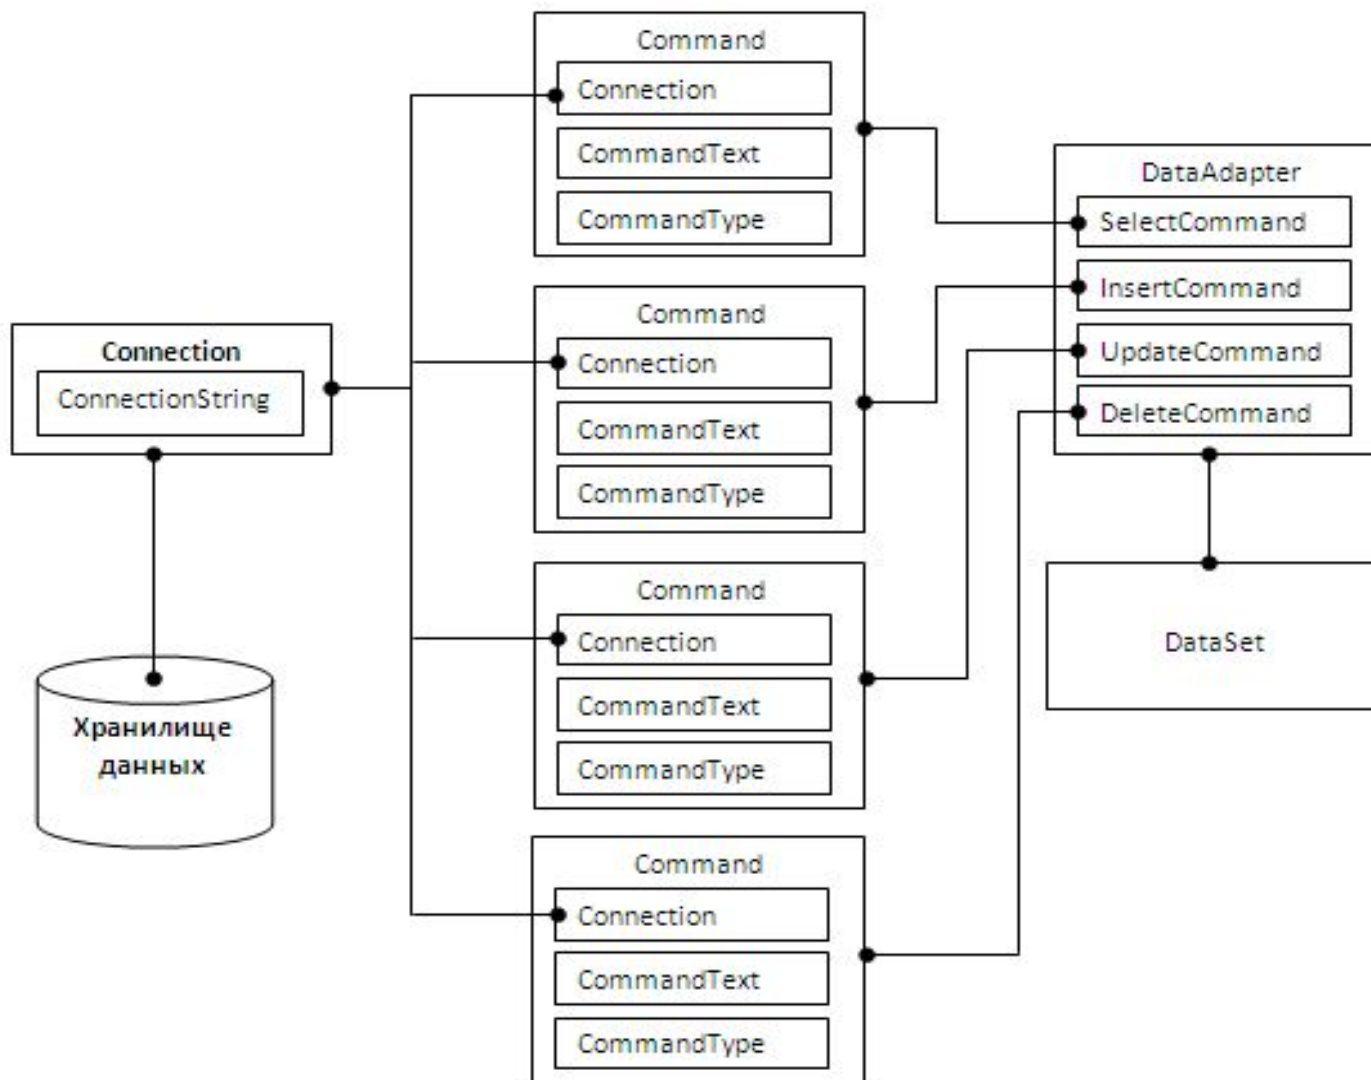 Connection
ConnectionString
Хранилище
данных
Command
Connection
CommandText
CommandType
Command
Connection
CommandText
CommandType
Command
Connection
CommandText
CommandType
Command
Connection
CommandText
CommandType
DataAdapter
SelectCommand
InsertCommand
UpdateCommand
DeleteCommand
DataSet